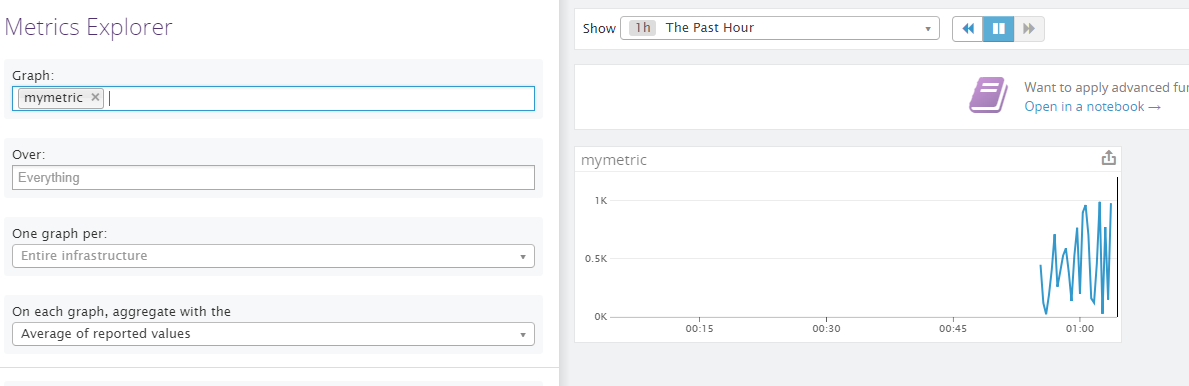 Metrics Explorer
Graph:
mymetric ×
Over:
Everything
One graph per:
Entire infrastructure
On each graph, aggregate with the
Average of reported values
Show 1h The Past Hour
Want to apply advanced fun
Open in a notebook →
mymetric
1K
0.5K
0K
00:15 00:30 00:45 01:00